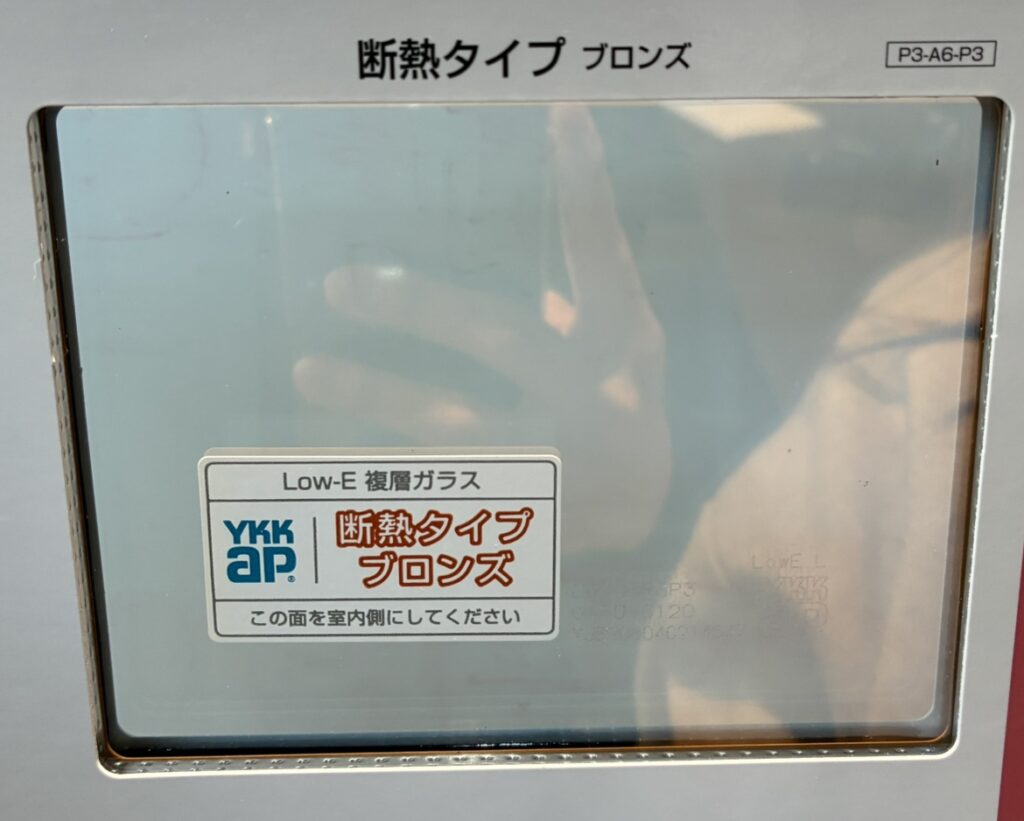 断熱タイプ ブロンズ
P3-A6-P3
Low-E 複層ガラス
YKK
ap®
断熱タイプ
ブロンズ
この面を室内側にしてください
LowE L